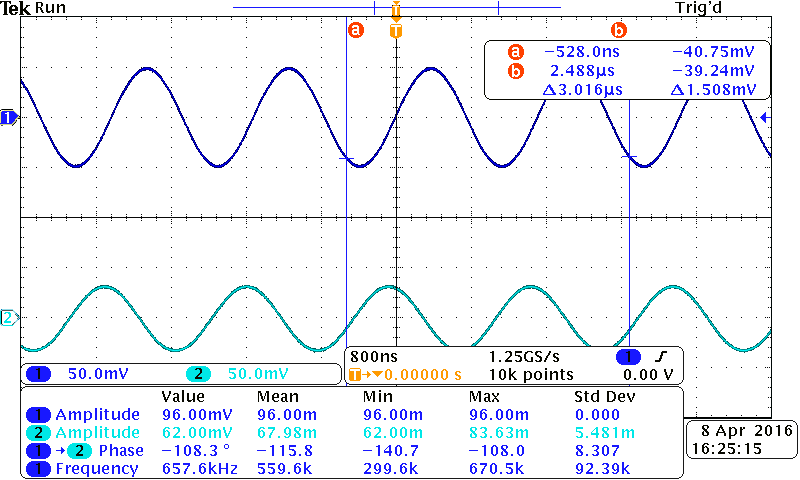 Tek Run Trig'd
T
a T b
a −528.0ns −40.75mV
b 2.488µs −39.24mV
Δ3.016µs Δ1.508mV
1
2
1 50.0mV 2 50.0mV
800ns 1.25GS/s 1
T→▼0.00000 s 10k points 0.00 V
Value Mean Min Max Std Dev
1 Amplitude 96.00mV 96.00m 96.00m 96.00m 0.000
2 Amplitude 62.00mV 67.98m 62.00m 83.63m 5.481m
1 → 2 Phase −108.3 ° −115.8 −140.7 −108.0 8.307
1 Frequency 657.6kHz 559.6k 299.6k 670.5k 92.39k
8 Apr 2016
16:25:15